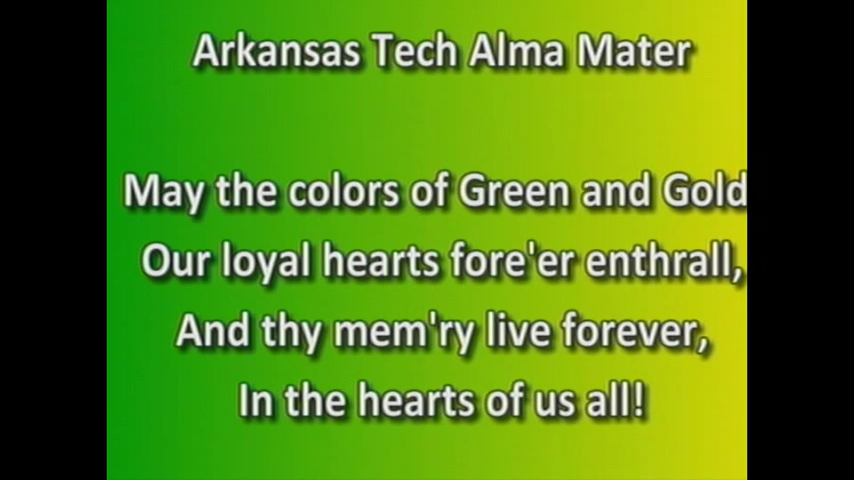 Arkansas Tech Alma Mater
May the colors of Green and Gold
Our loyal hearts fore'er enthrall,
And thy mem'ry live forever,
In the hearts of us all!